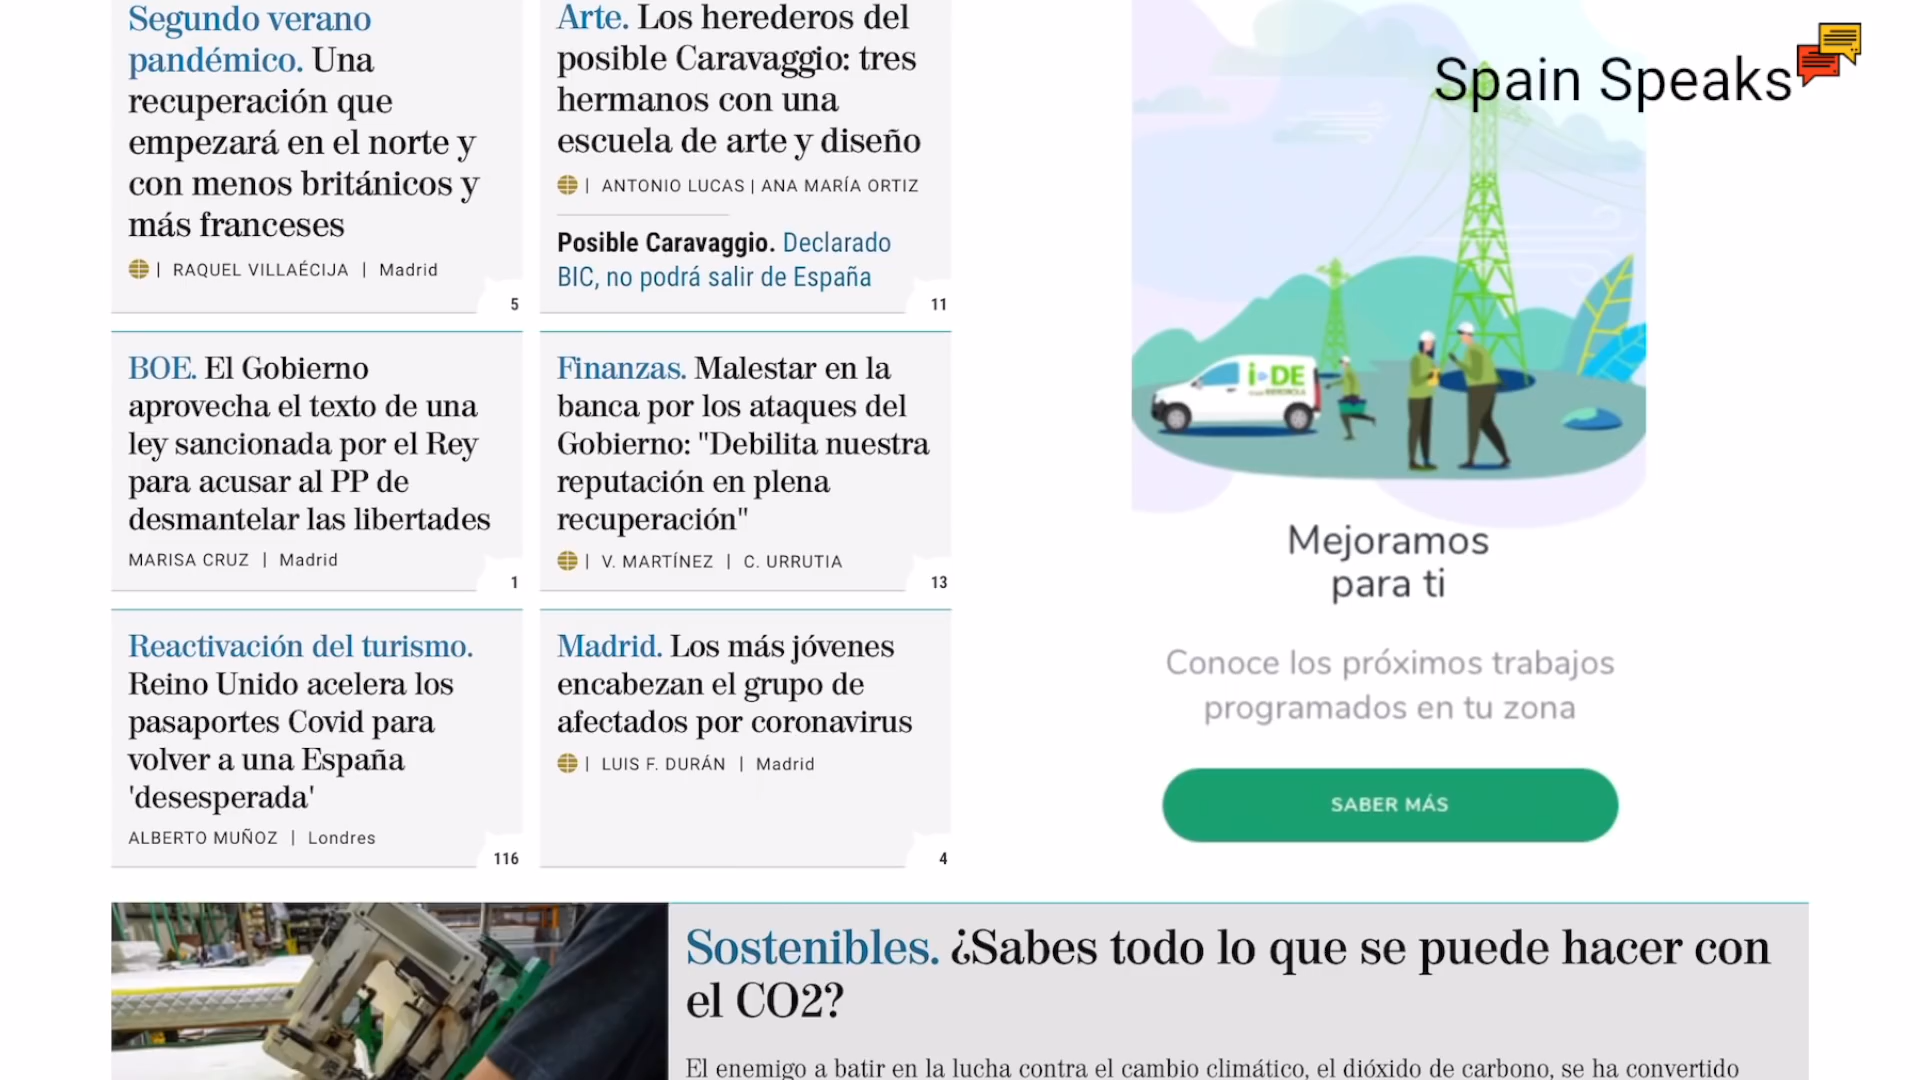 Segundo verano
pandémico. Una
recuperación que
empezará en el norte y
con menos británicos y
más franceses
| RAQUEL VILLAÉCIJA | Madrid
5
Arte. Los herederos del
posible Caravaggio: tres
hermanos con una
escuela de arte y diseño
| ANTONIO LUCAS | ANA MARÍA ORTIZ
Posible Caravaggio. Declarado
BIC, no podrá salir de España
11
BOE. El Gobierno
aprovecha el texto de una
ley sancionada por el Rey
para acusar al PP de
desmantelar las libertades
MARISA CRUZ | Madrid
1
Finanzas. Malestar en la
banca por los ataques del
Gobierno: "Debilita nuestra
reputación en plena
recuperación"
| V. MARTÍNEZ | C. URRUTIA
13
Reactivación del turismo.
Reino Unido acelera los
pasaportes Covid para
volver a una España
'desesperada'
ALBERTO MUÑOZ | Londres
116
Madrid. Los más jóvenes
encabezan el grupo de
afectados por coronavirus
| LUIS F. DURÁN | Madrid
4
Spain Speaks
i-DE
Mejoramos
para ti
Conoce los próximos trabajos
programados en tu zona
SABER MÁS
Sostenibles. ¿Sabes todo lo que se puede hacer con
el CO2?
El enemigo a batir en la lucha contra el cambio climático, el dióxido de carbono, se ha convertido